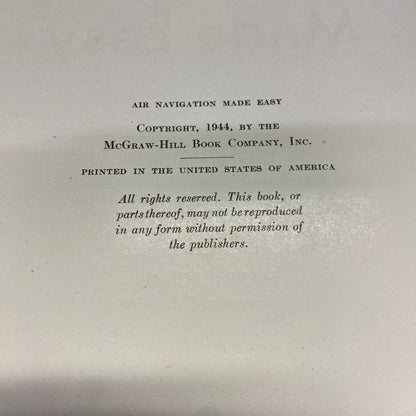 AIR NAVIGATION MADE EASY
COPYRIGHT, 1944, BY THE
MCGRAW-HILL BOOK COMPANY, INC.
PRINTED IN THE UNITED STATES OF AMERICA
All rights reserved. This book, or
parts thereof, may not be reproduced
in any form without permission of
the publishers.